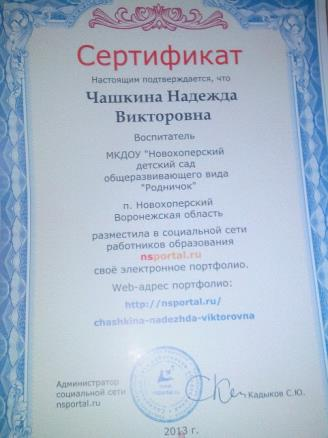 Сертификат
Настоящим подтверждается, что
Чашкина Надежда
Викторовна
Воспитатель
МКДОУ "Новохоперский
детский сад
общеразвивающего вида
"Родничок"
п. Новохоперский
Воронежская область
разместила в социальной сети
работников образования
nsportal.ru
своё электронное портфолио.
Web-адрес портфолио:
http://nsportal.ru/
chashkina-nadezhda-viktorovna
Администратор
социальной сети
nsportal.ru
Кадыков С.Ю.
2013 г.